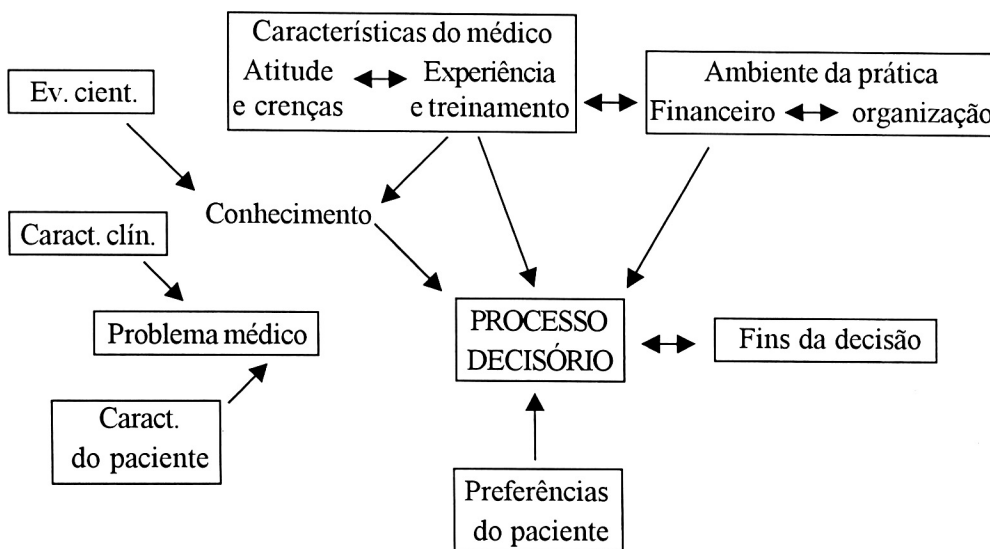 Características do médico
Atitude
e crenças
Experiência
e treinamento
Ambiente da prática
Financeiro
organização
Ev. cient.
Conhecimento
Caract. clín.
Problema médico
Caract.
do paciente
PROCESSO
DECISÓRIO
Fins da decisão
Preferências
do paciente